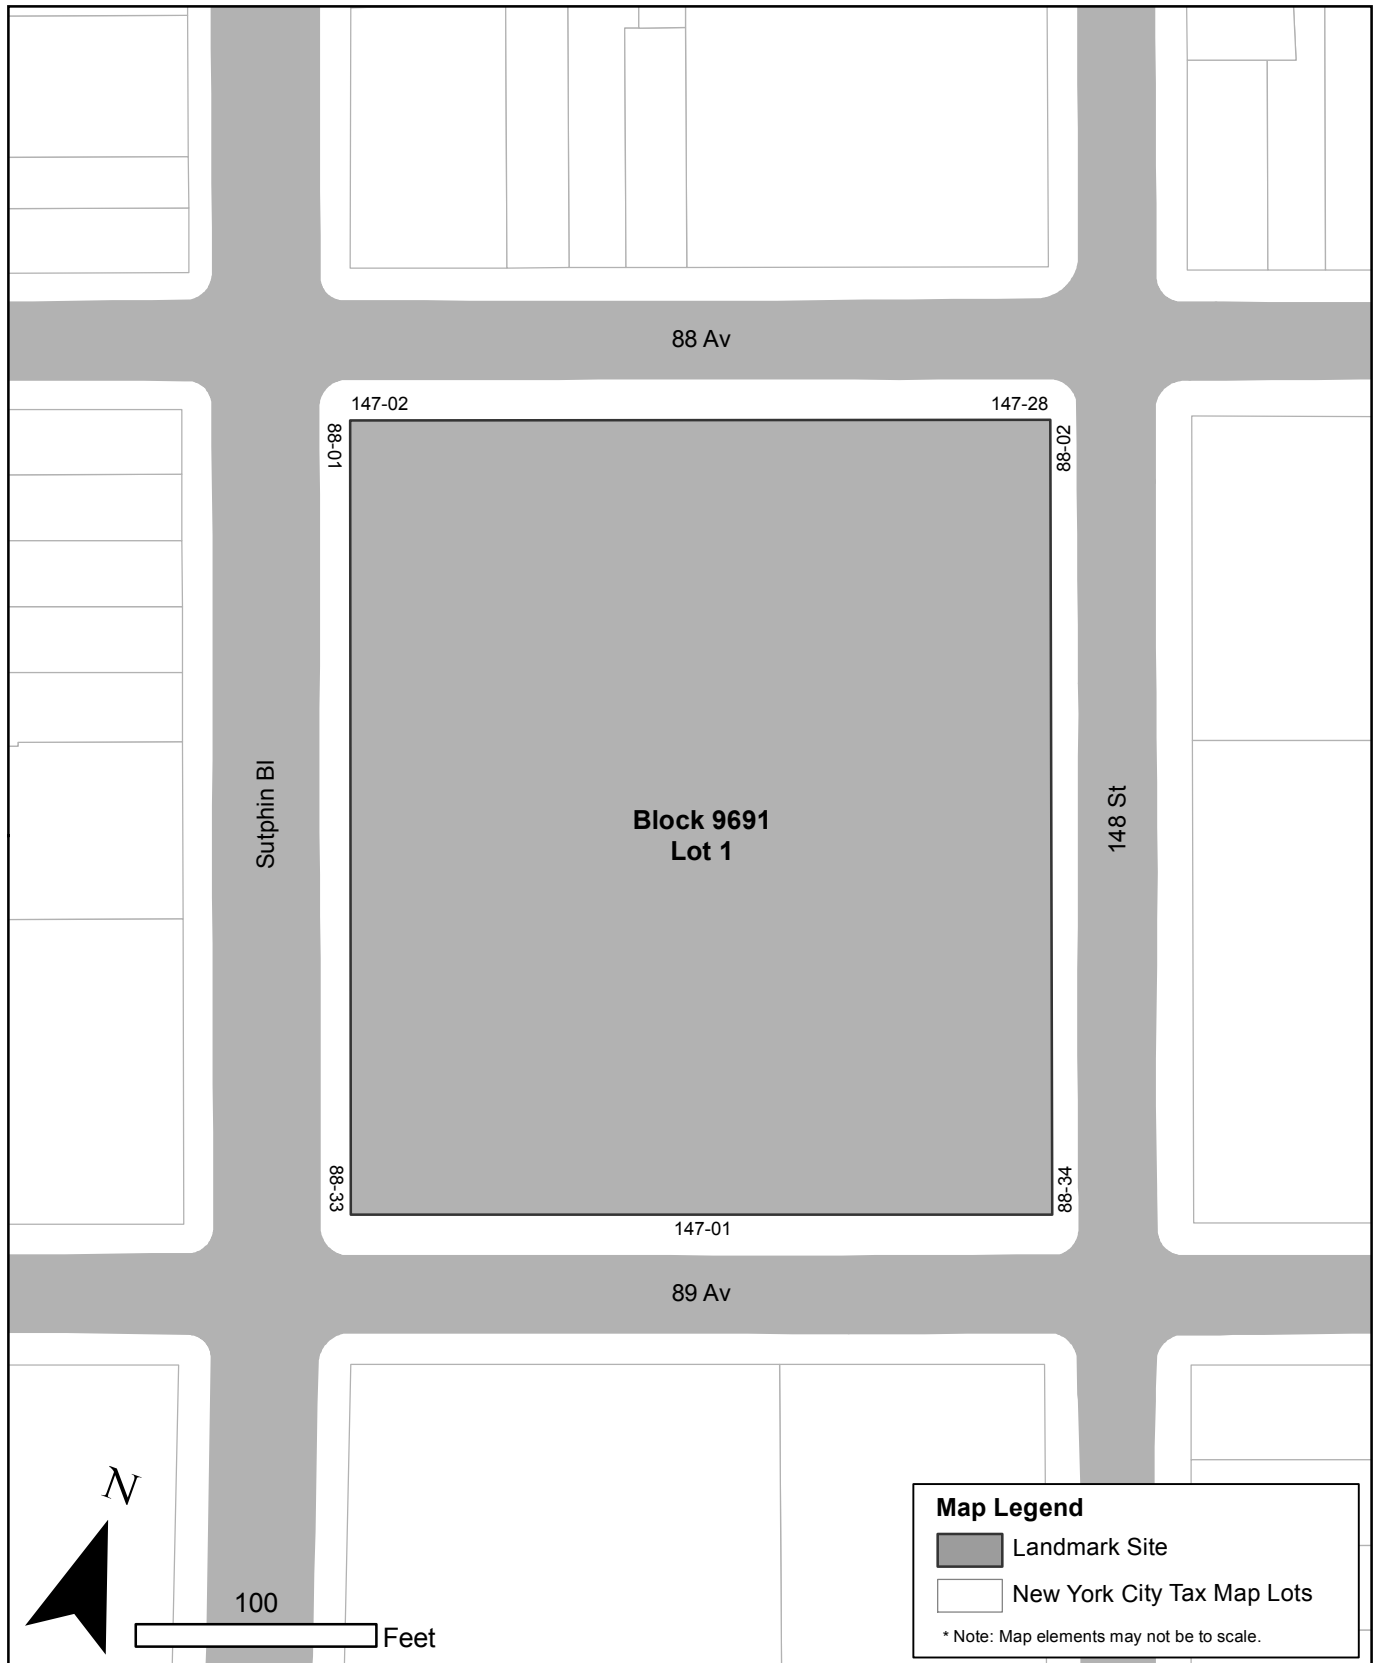 88 Av
147-02
147-28
88-01
88-02
Sutphin Bl
Block 9691
Lot 1
148 St
88-33
88-34
147-01
89 Av
N
100
Feet
Map Legend
Landmark Site
New York City Tax Map Lots
* Note: Map elements may not be to scale.